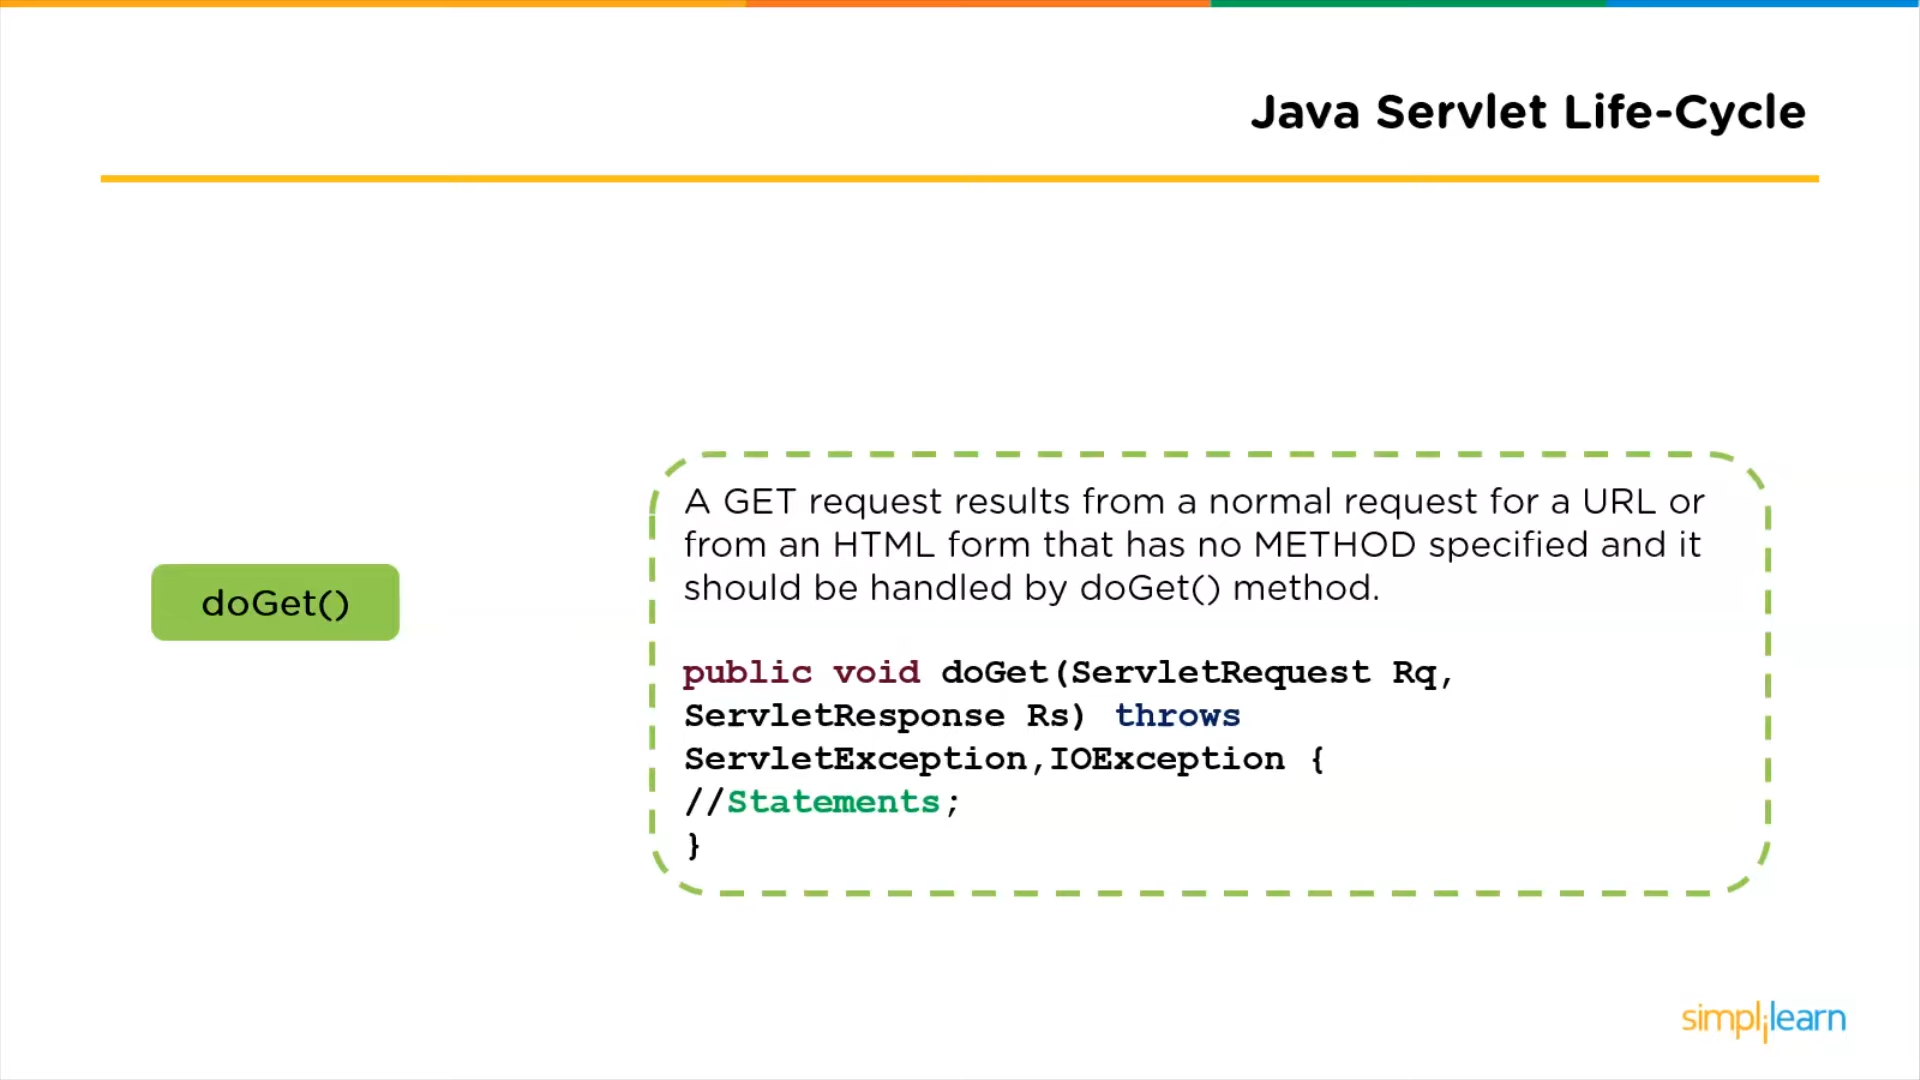 Java Servlet Life-Cycle
doGet()
A GET request results from a normal request for a URL or
from an HTML form that has no METHOD specified and it
should be handled by doGet() method.
public void doGet(ServletRequest Rq,
ServletResponse Rs) throws
ServletException,IOException {
//Statements;
}
simplilearn